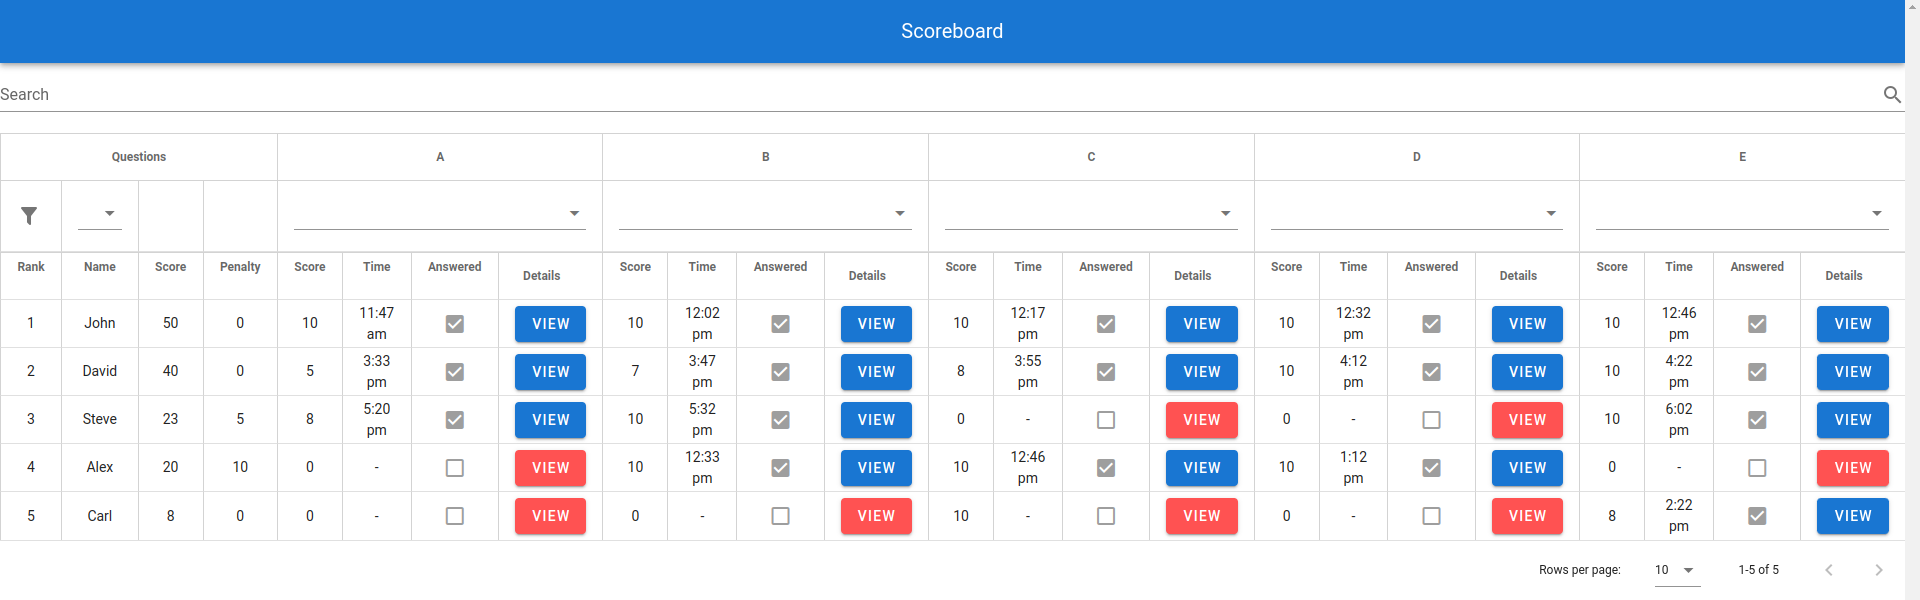 Scoreboard
Search
Questions A B C D E
Rank Name Score Penalty Score Time Answered Details Score Time Answered Details Score Time Answered Details Score Time Answered Details Score Time Answered Details
1 John 50 0 10 11:47 am VIEW 10 12:02 pm VIEW 10 12:17 pm VIEW 10 12:32 pm VIEW 10 12:46 pm VIEW
2 David 40 0 5 3:33 pm VIEW 7 3:47 pm VIEW 8 3:55 pm VIEW 10 4:12 pm VIEW 10 4:22 pm VIEW
3 Steve 23 5 8 5:20 pm VIEW 10 5:32 pm VIEW 0 - VIEW 0 - VIEW 10 6:02 pm VIEW
4 Alex 20 10 0 - VIEW 10 12:33 pm VIEW 10 12:46 pm VIEW 10 1:12 pm VIEW 0 - VIEW
5 Carl 8 0 0 - VIEW 0 - VIEW 10 - VIEW 0 - VIEW 8 2:22 pm VIEW
Rows per page: 10 1-5 of 5